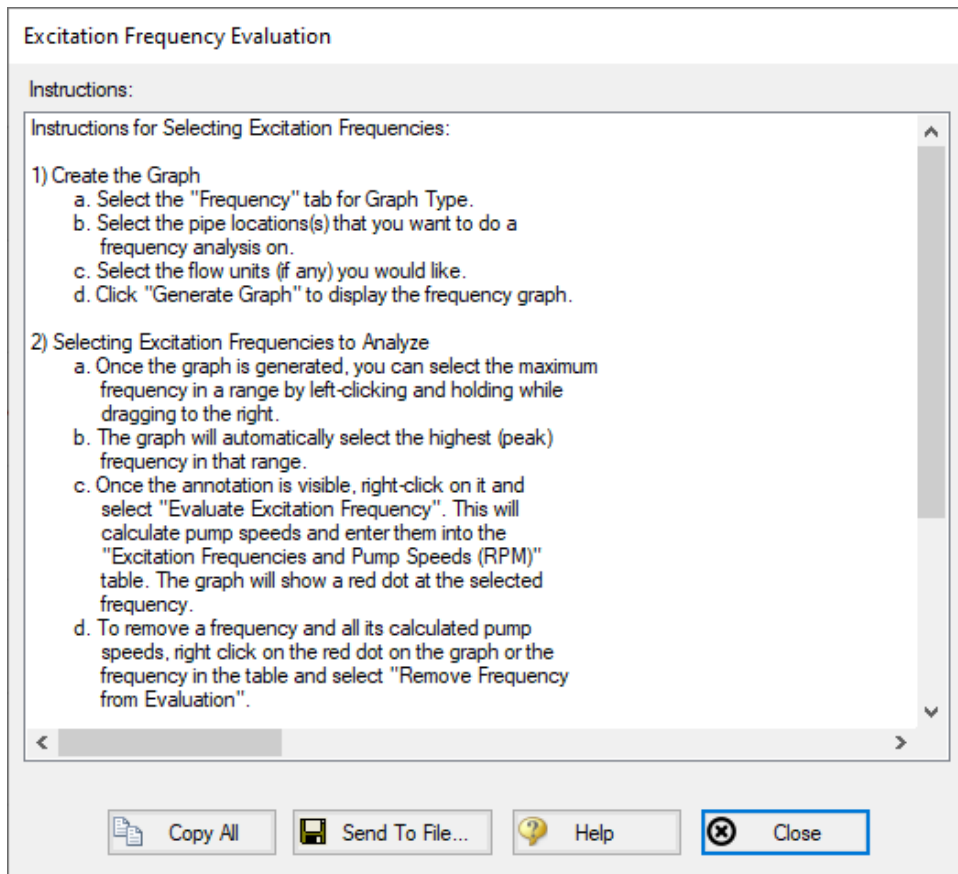 Excitation Frequency Evaluation
Instructions:
Instructions for Selecting Excitation Frequencies:
1) Create the Graph
a. Select the "Frequency" tab for Graph Type.
b. Select the pipe locations(s) that you want to do a
frequency analysis on.
c. Select the flow units (if any) you would like.
d. Click "Generate Graph" to display the frequency graph.
2) Selecting Excitation Frequencies to Analyze
a. Once the graph is generated, you can select the maximum
frequency in a range by left-clicking and holding while
dragging to the right.
b. The graph will automatically select the highest (peak)
frequency in that range.
c. Once the annotation is visible, right-click on it and
select "Evaluate Excitation Frequency". This will
calculate pump speeds and enter them into the
"Excitation Frequencies and Pump Speeds (RPM)"
table. The graph will show a red dot at the selected
frequency.
d. To remove a frequency and all its calculated pump
speeds, right click on the red dot on the graph or the
frequency in the table and select "Remove Frequency
from Evaluation".
Copy All
Send To File...
Help
Close